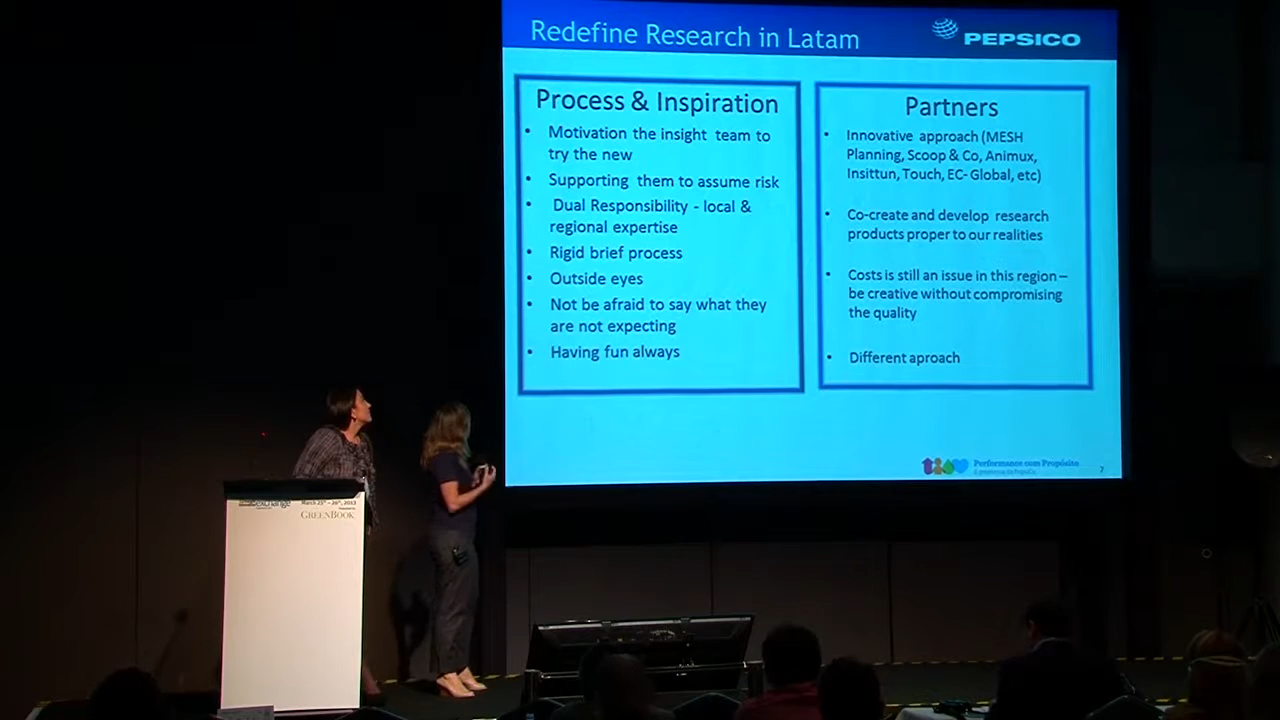 Redefine Research in Latam
PEPSICO
Process & Inspiration
• Motivation the insight team to
try the new
• Supporting them to assume risk
• Dual Responsibility - local &
regional expertise
• Rigid brief process
• Outside eyes
• Not be afraid to say what they
are not expecting
• Having fun always
Partners
• Innovative approach (MESH
Planning, Scoop & Co, Animux,
Insittun, Touch, EC- Global, etc)
• Co-create and develop research
products proper to our realities
• Costs is still an issue in this region –
be creative without compromising
the quality
• Different aproach
Performance com Propósito
7
exchange
GREENBOOK